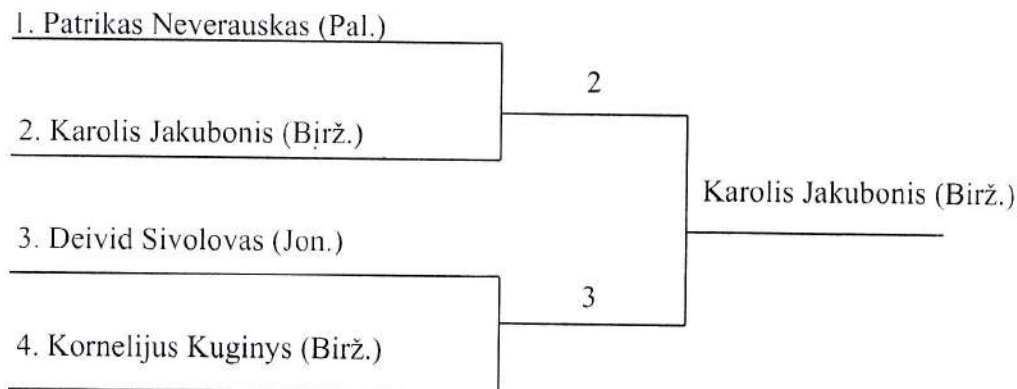 1. Patrikas Neverauskas (Pal.)
2
2. Karolis Jakubonis (Birž.)
Karolis Jakubonis (Birž.)
3. Deivid Sivolovas (Jon.)
3
4. Kornelijus Kuginys (Birž.)